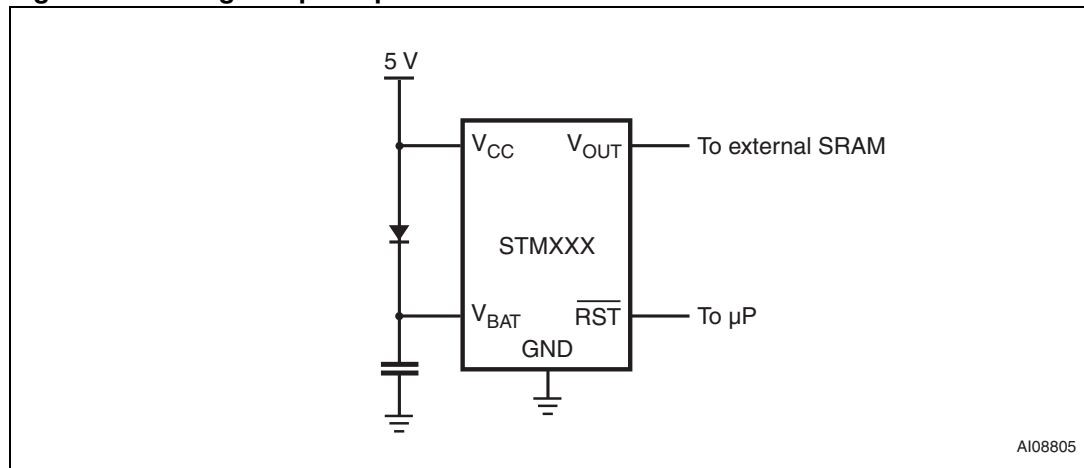 5 V
VCC
VOUT
To external SRAM
STMXXX
VBAT
RST
To µP
GND
AI08805